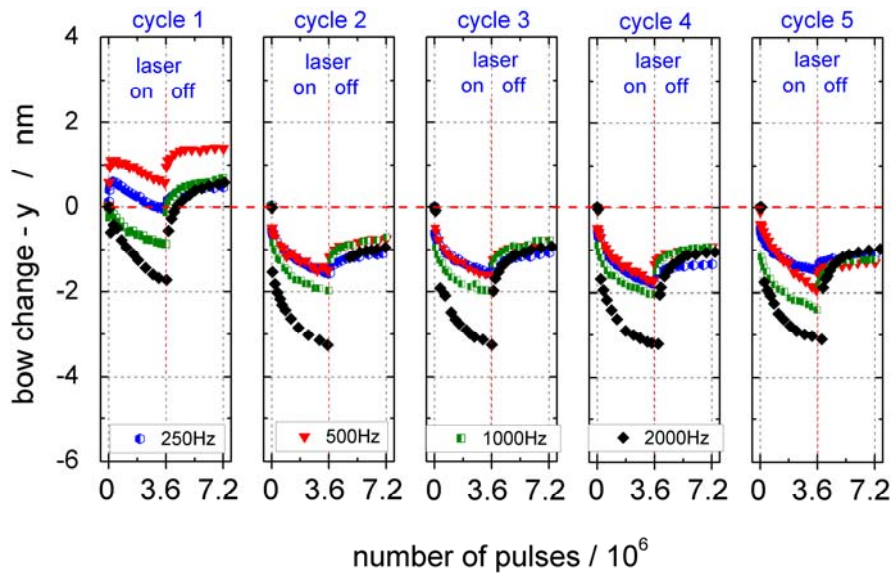 cycle 1 cycle 2 cycle 3 cycle 4 cycle 5
4
2
0
-2
-4
-6
bow change - y / nm
laser
on off
laser
on off
laser
on off
laser
on off
laser
on off
250Hz
500Hz
1000Hz
2000Hz
0 3.6 7.2 0 3.6 7.2 0 3.6 7.2 0 3.6 7.2 0 3.6 7.2
number of pulses / 10⁶